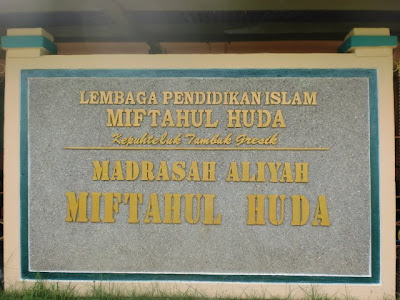 LEMBAGA PENDIDIKAN ISLAM
MIFTAHUL HUDA
Kepuhteluk Tambak Gresik
MADRASAH ALIYAH
MIFTAHUL HUDA